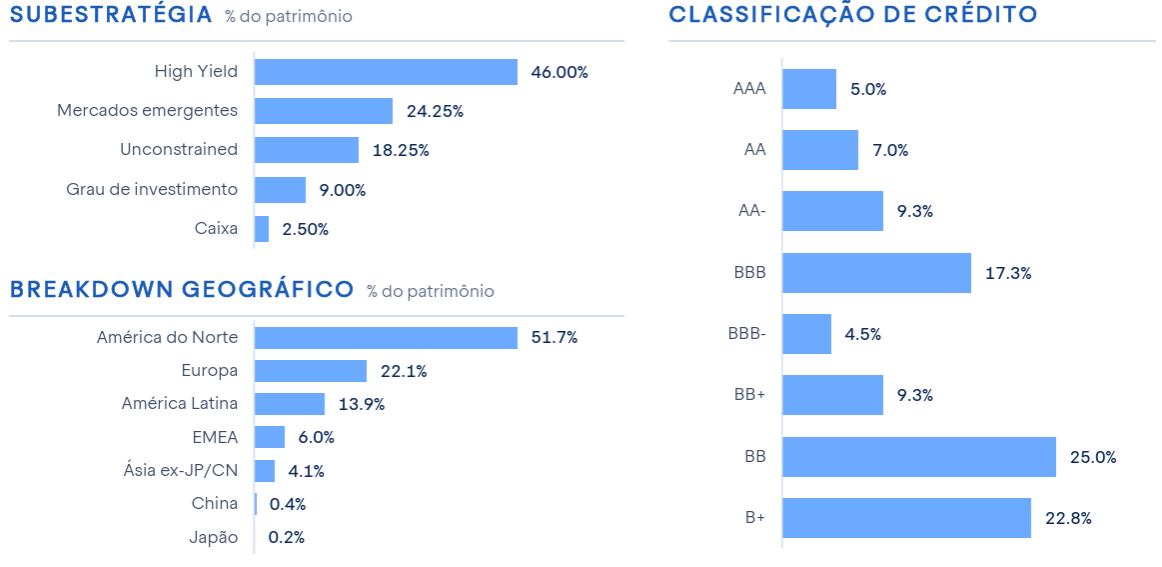 SUBESTRATÉGIA % do patrimônio
High Yield 46.00%
Mercados emergentes 24.25%
Unconstrained 18.25%
Grau de investimento 9.00%
Caixa 2.50%
BREAKDOWN GEOGRÁFICO % do patrimônio
América do Norte 51.7%
Europa 22.1%
América Latina 13.9%
EMEA 6.0%
Ásia ex-JP/CN 4.1%
China 0.4%
Japão 0.2%
CLASSIFICAÇÃO DE CRÉDITO
AAA 5.0%
AA 7.0%
AA- 9.3%
BBB 17.3%
BBB- 4.5%
BB+ 9.3%
BB 25.0%
B+ 22.8%